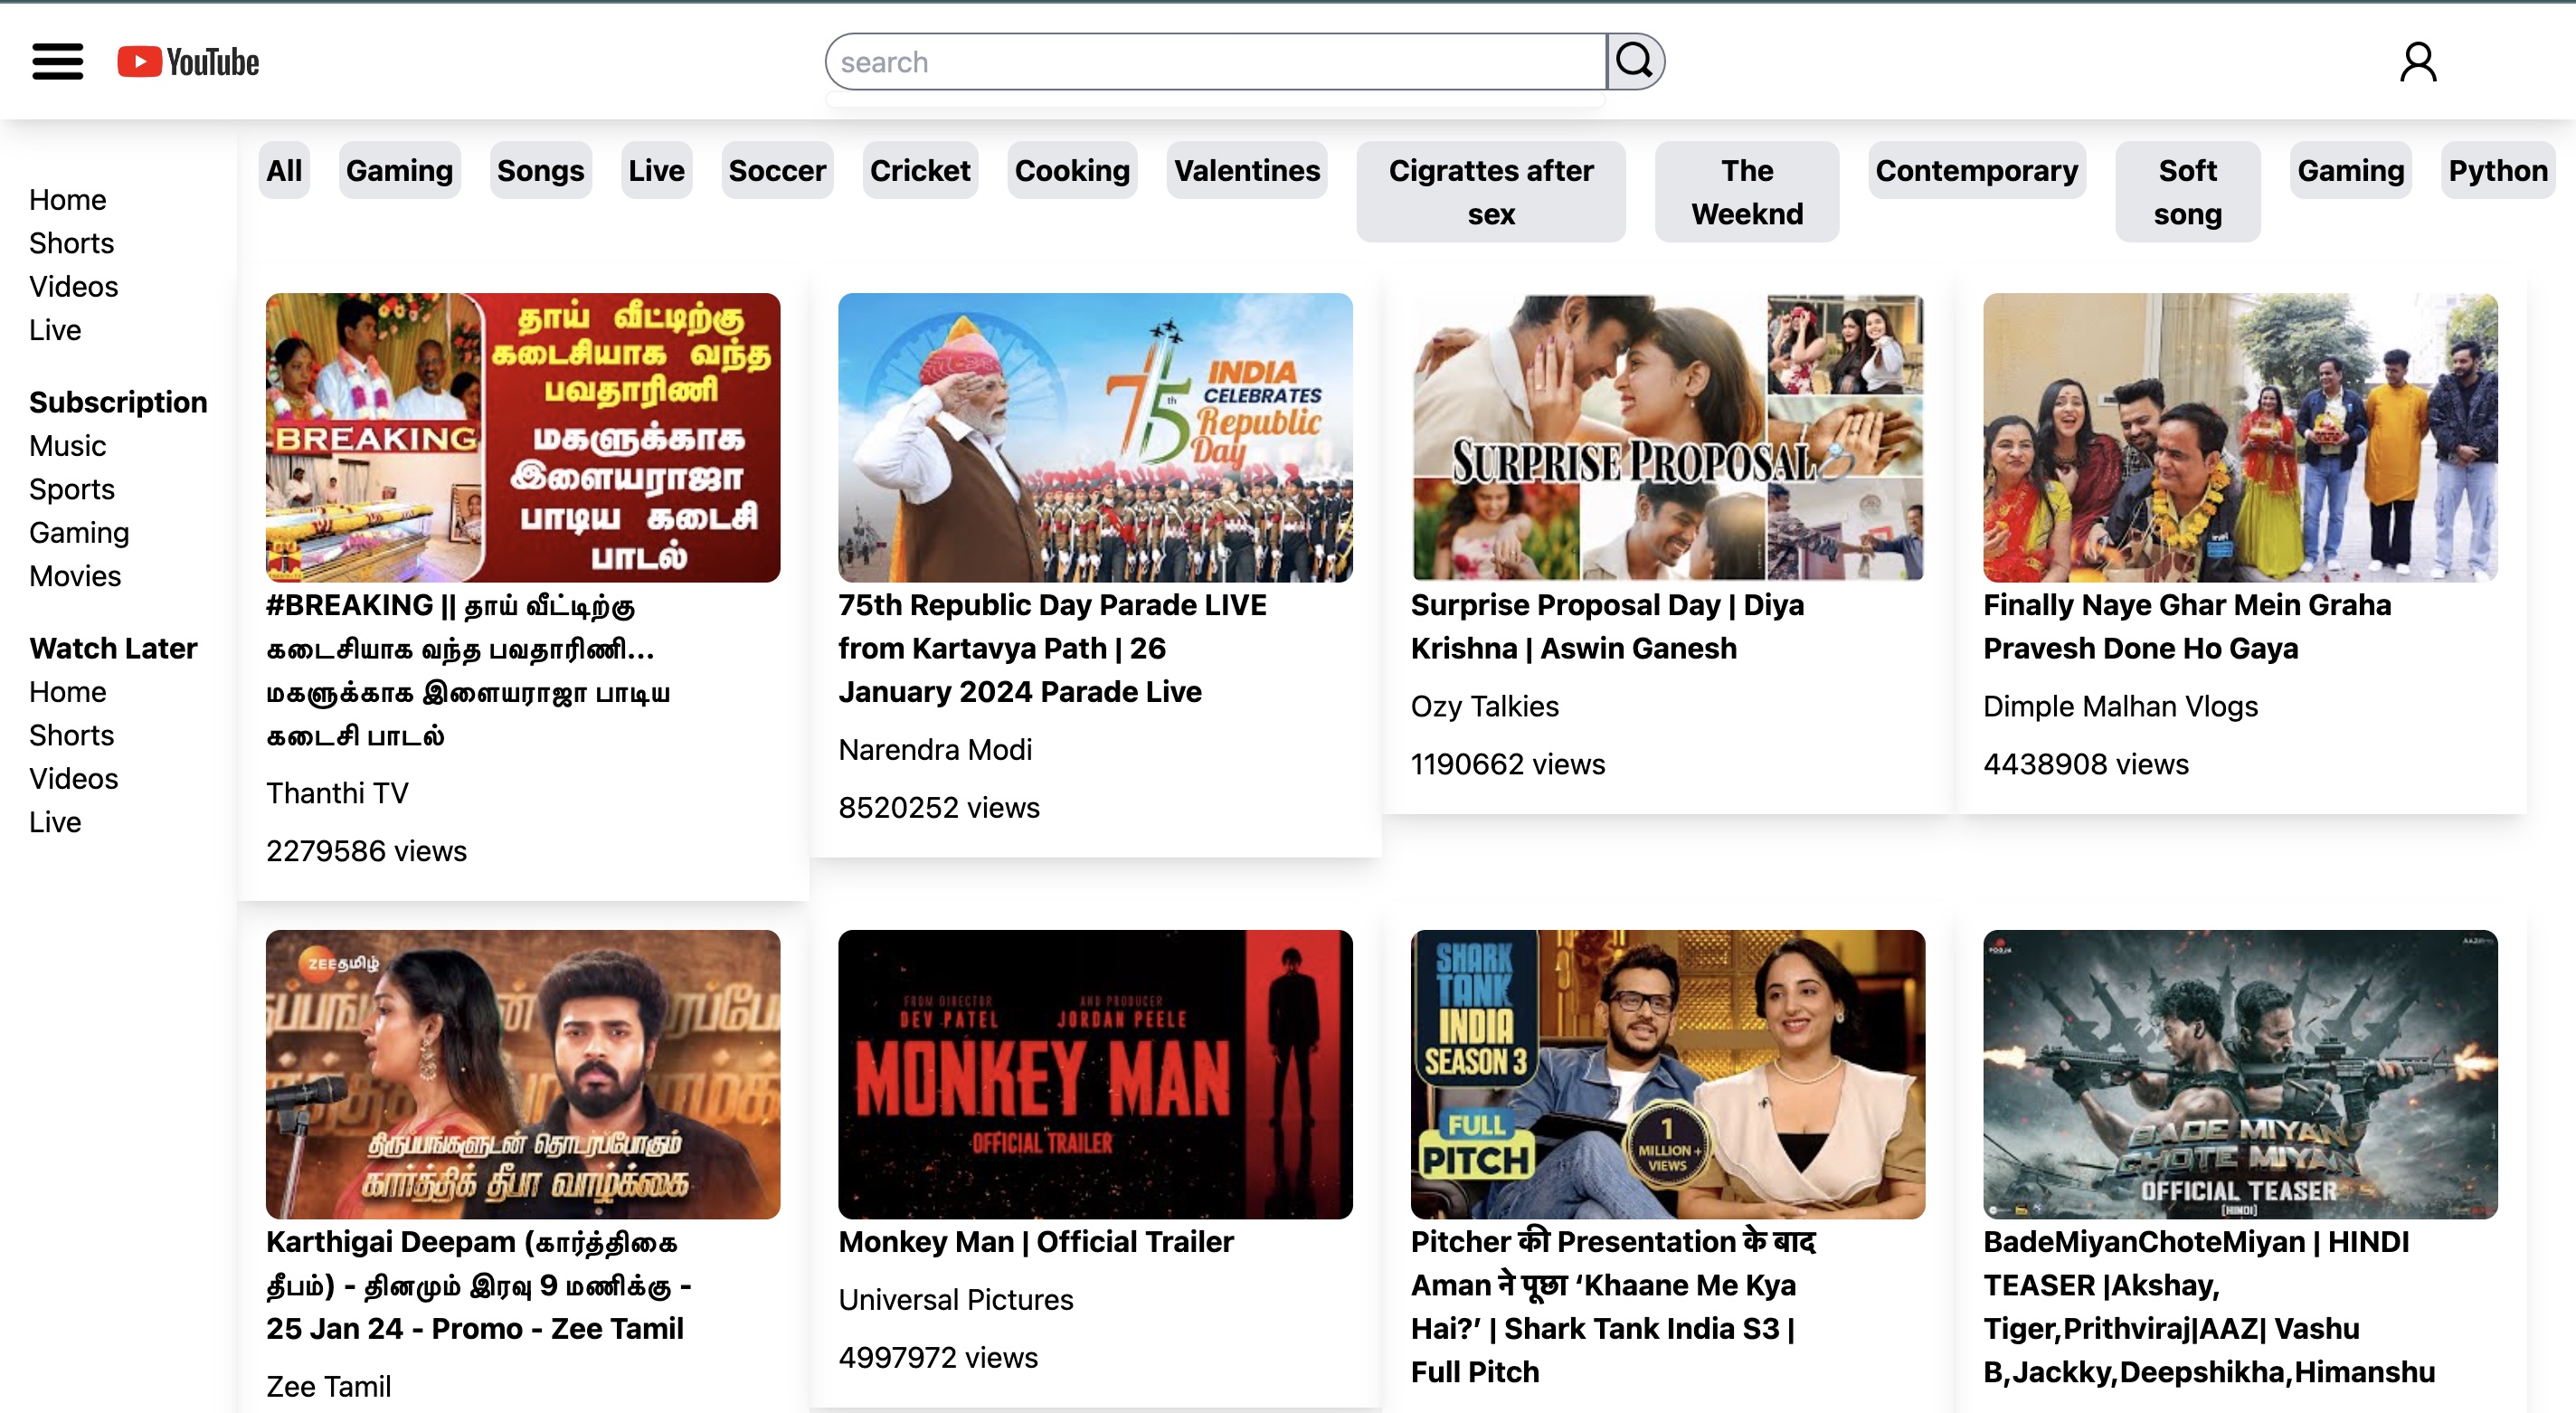 YouTube
search
All
Gaming
Songs
Live
Soccer
Cricket
Cooking
Valentines
Cigrattes after
sex
The
Weeknd
Contemporary
Soft
song
Gaming
Python
Home
Shorts
Videos
Live
Subscription
Music
Sports
Gaming
Movies
Watch Later
Home
Shorts
Videos
Live
தாய் வீட்டிற்கு
கடைசியாக வந்த
பவதாரிணி
BREAKING
மகளுக்காக
இளையராஜா
பாடிய கடைசி
பாடல்
#BREAKING || தாய் வீட்டிற்கு
கடைசியாக வந்த பவதாரிணி...
மகளுக்காக இளையராஜா பாடிய
கடைசி பாடல்
Thanthi TV
2279586 views
75th
INDIA
CELEBRATES
Republic
Day
75th Republic Day Parade LIVE
from Kartavya Path | 26
January 2024 Parade Live
Narendra Modi
8520252 views
SURPRISE PROPOSAL
Surprise Proposal Day | Diya
Krishna | Aswin Ganesh
Ozy Talkies
1190662 views
Finally Naye Ghar Mein Graha
Pravesh Done Ho Gaya
Dimple Malhan Vlogs
4438908 views
ZEEதமிழ்
திருப்பங்களுடன் தொடரப்போகும்
கார்த்திக் தீபா வாழ்க்கை
Karthigai Deepam (கார்த்திகை
தீபம்) - தினமும் இரவு 9 மணிக்கு -
25 Jan 24 - Promo - Zee Tamil
Zee Tamil
FROM DIRECTOR
DEV PATEL
AND PRODUCER
JORDAN PEELE
MONKEY MAN
OFFICIAL TRAILER
Monkey Man | Official Trailer
Universal Pictures
4997972 views
SHARK
TANK
INDIA
SEASON 3
FULL
PITCH
1
MILLION +
VIEWS
Pitcher की Presentation के बाद
Aman ने पूछा ‘Khaane Me Kya
Hai?’ | Shark Tank India S3 |
Full Pitch
POOJA
AAZ
BADE MIYAN
CHOTE MIYAN
OFFICIAL TEASER
(HINDI)
BadeMiyanChoteMiyan | HINDI
TEASER |Akshay,
Tiger,Prithviraj|AAZ| Vashu
B,Jackky,Deepshikha,Himanshu